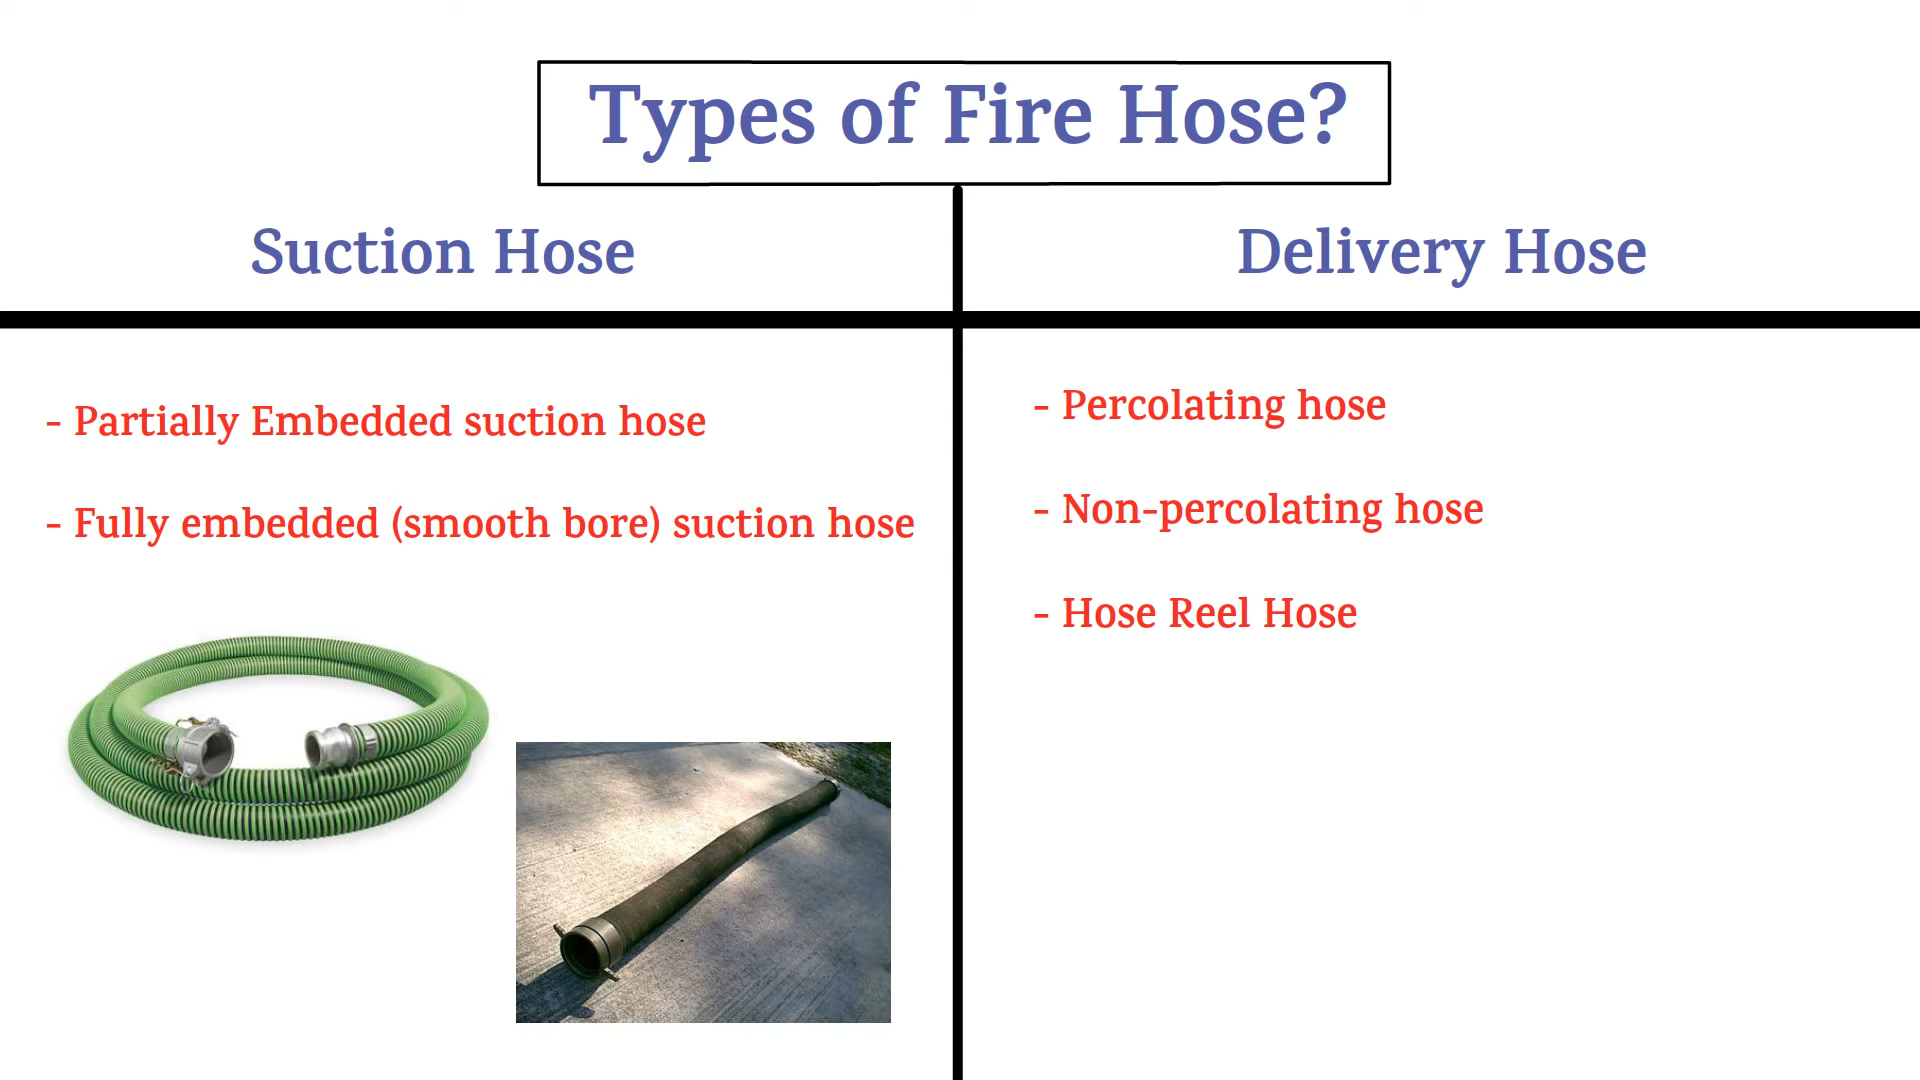 Types of Fire Hose?
Suction Hose
- Partially Embedded suction hose
- Fully embedded (smooth bore) suction hose
Delivery Hose
- Percolating hose
- Non-percolating hose
- Hose Reel Hose